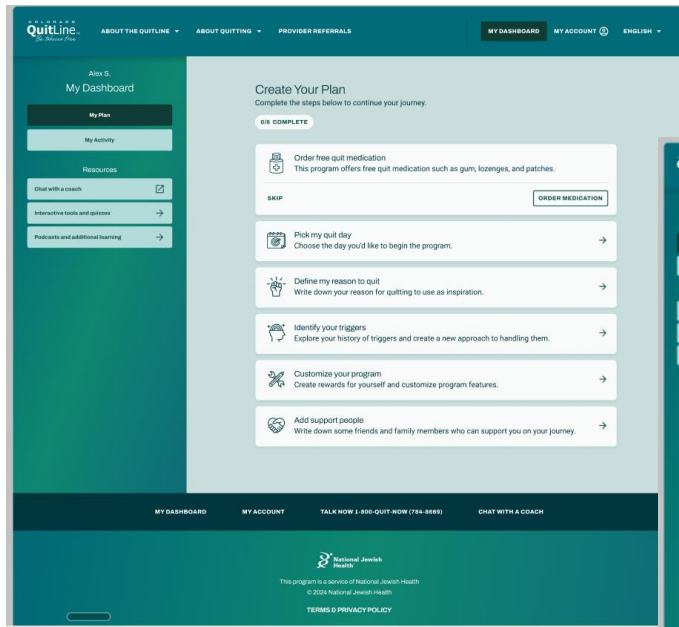 COLORADO
QuitLine™
Be Tobacco Free
ABOUT THE QUITLINE
ABOUT QUITTING
PROVIDER REFERRALS
MY DASHBOARD
MY ACCOUNT
ENGLISH
Alex S.
My Dashboard
My Plan
My Activity
Resources
Chat with a coach
Interactive tools and quizzes
Podcasts and additional learning
Create Your Plan
Complete the steps below to continue your journey.
0/6 COMPLETE
Order free quit medication
This program offers free quit medication such as gum, lozenges, and patches.
SKIP
ORDER MEDICATION
Pick my quit day
Choose the day you'd like to begin the program.
Define my reason to quit
Write down your reason for quitting to use as inspiration.
Identify your triggers
Explore your history of triggers and create a new approach to handling them.
Customize your program
Create rewards for yourself and customize program features.
Add support people
Write down some friends and family members who can support you on your journey.
MY DASHBOARD
MY ACCOUNT
TALK NOW 1-800-QUIT-NOW (784-8669)
CHAT WITH A COACH
National Jewish
Health
This program is a service of National Jewish Health
© 2024 National Jewish Health
TERMS & PRIVACY POLICY